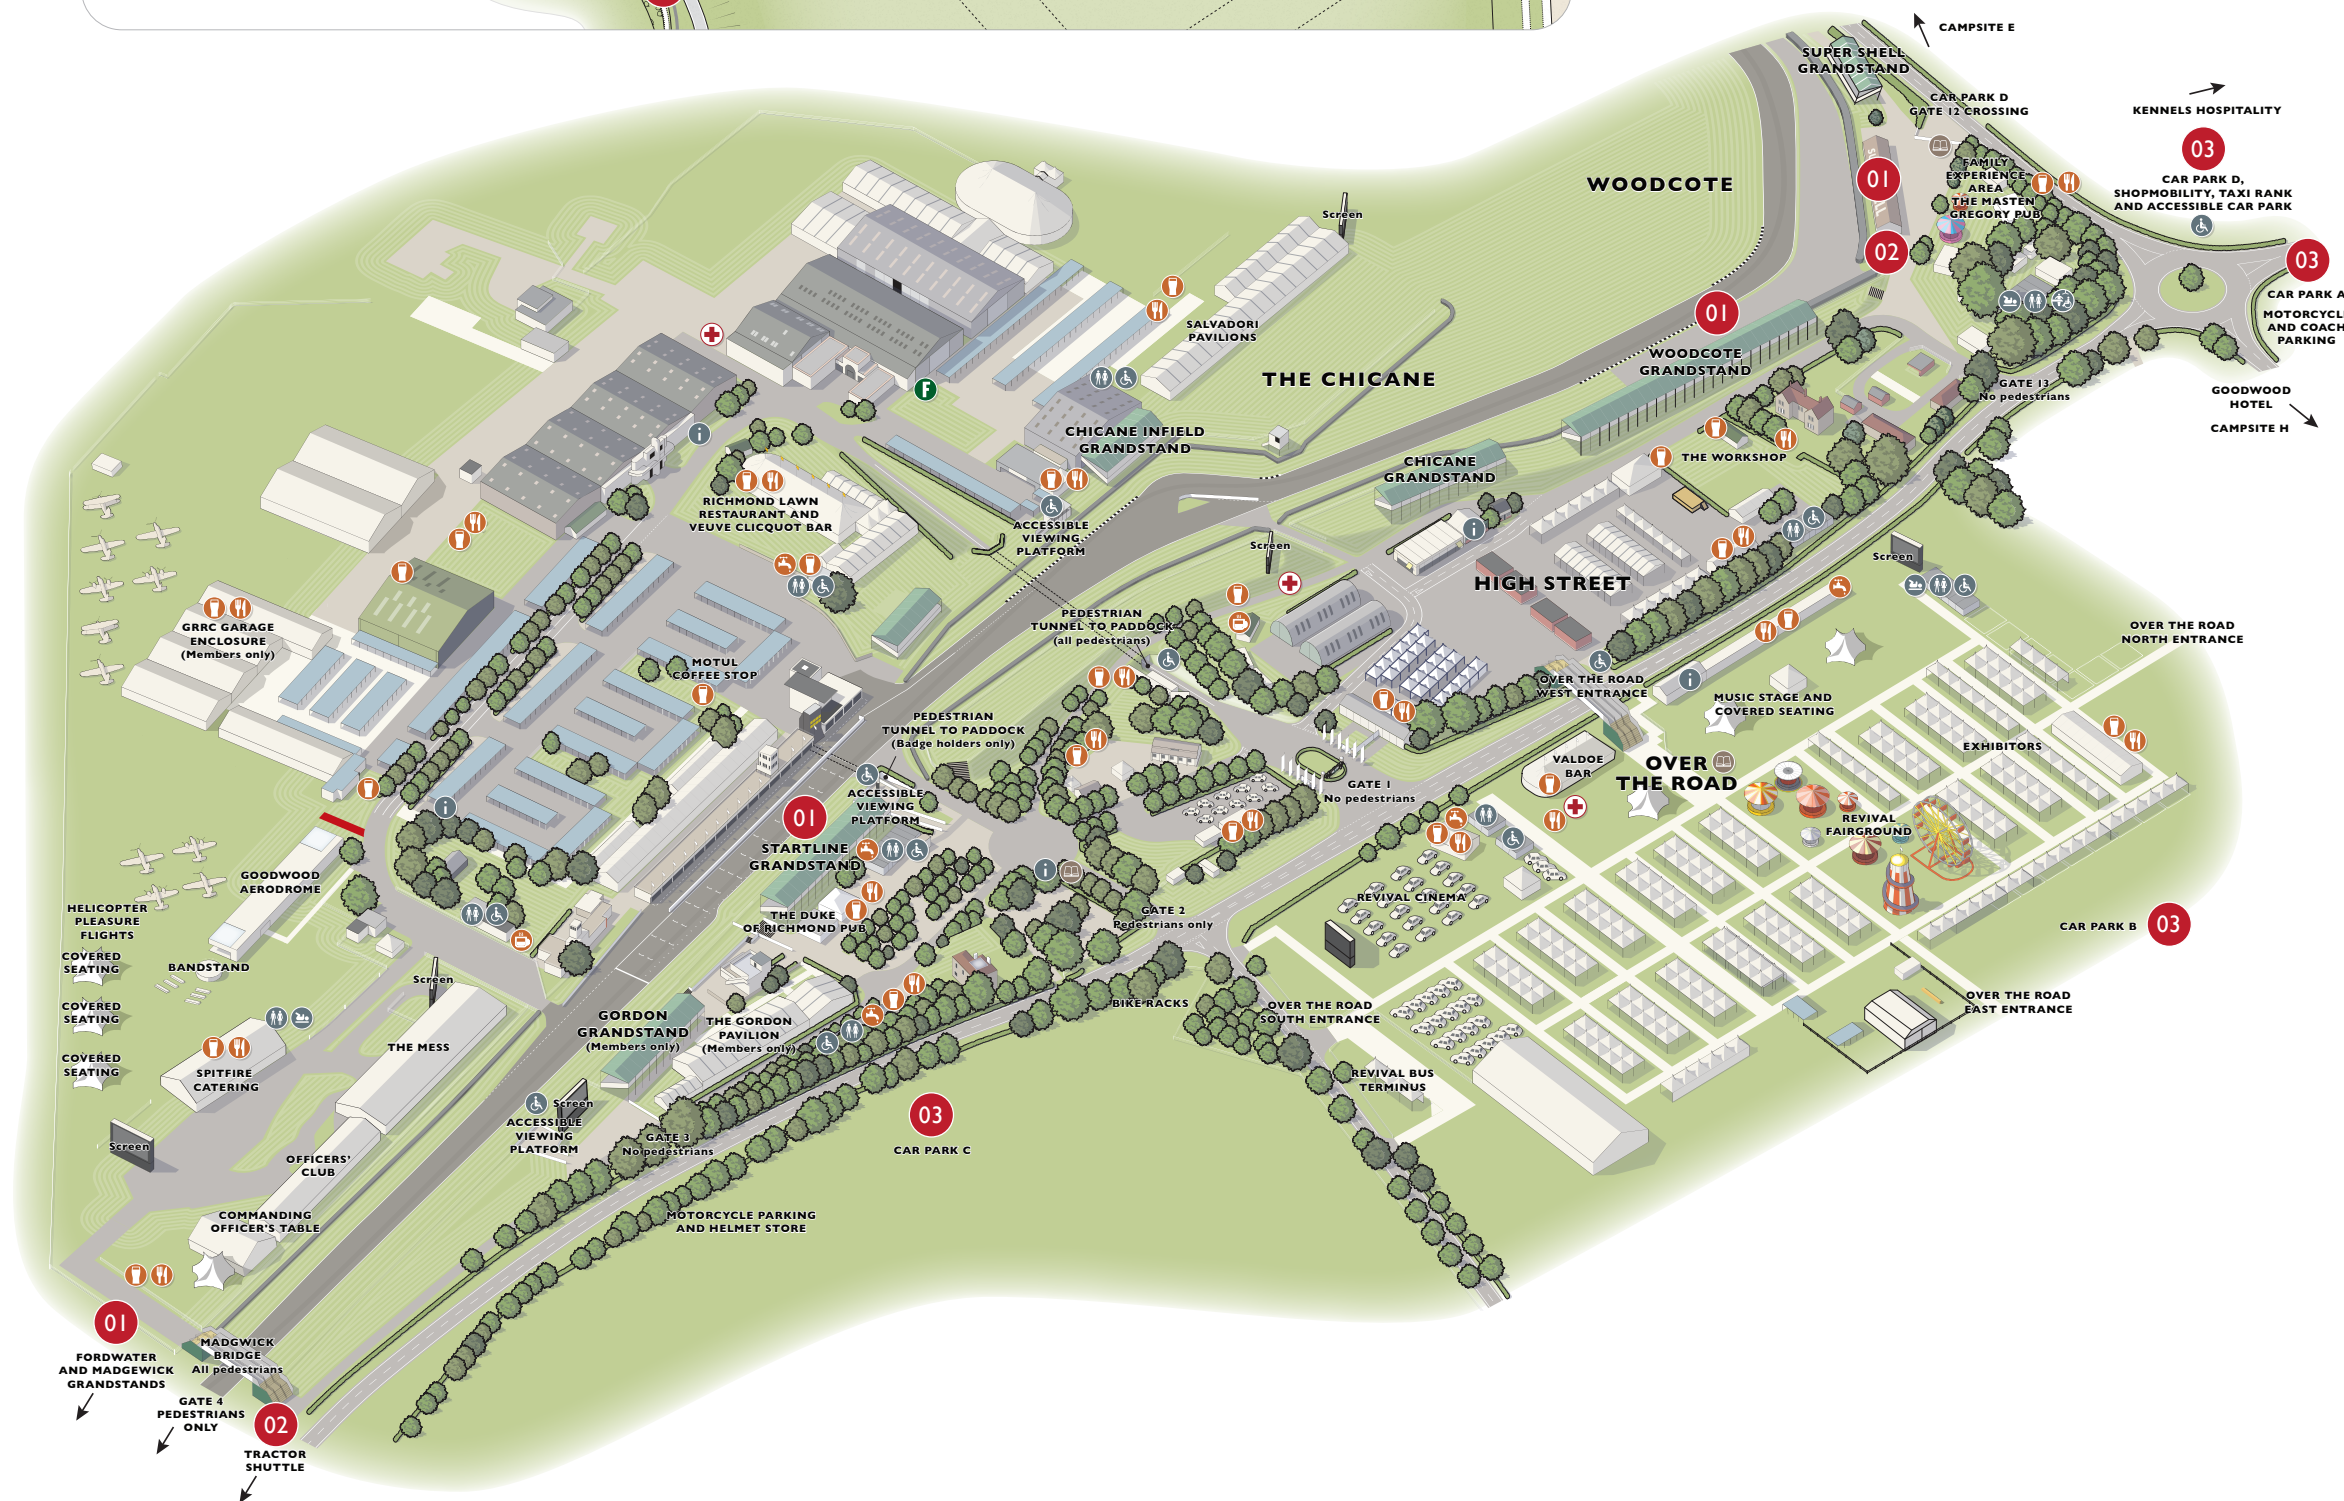 CAMPSITE E
SUPER SHELL
GRANDSTAND
CAR PARK D
GATE 12 CROSSING
KENNELS HOSPITALITY
03
CAR PARK D,
SHOPMOBILITY, TAXI RANK
AND ACCESSIBLE CAR PARK
FAMILY
EXPERIENCE
AREA
THE MASTEN
GREGORY PUB
01
02
03
CAR PARK A
MOTORCYCL
AND COACH
PARKING
WOODCOTE
Screen
01
WOODCOTE
GRANDSTAND
SALVADORI
PAVILIONS
THE CHICANE
GATE 13
No pedestrians
GOODWOOD
HOTEL
CAMPSITE H
F
CHICANE INFIELD
GRANDSTAND
CHICANE
GRANDSTAND
THE WORKSHOP
RICHMOND LAWN
RESTAURANT AND
VEUVE CLICQUOT BAR
ACCESSIBLE
VIEWING
PLATFORM
Screen
Screen
HIGH STREET
GRRC GARAGE
ENCLOSURE
(Members only)
PEDESTRIAN
TUNNEL TO PADDOCK
(all pedestrians)
OVER THE ROAD
NORTH ENTRANCE
MOTUL
COFFEE STOP
OVER THE ROAD
WEST ENTRANCE
MUSIC STAGE AND
COVERED SEATING
PEDESTRIAN
TUNNEL TO PADDOCK
(Badge holders only)
EXHIBITORS
VALDOE
BAR
OVER
THE ROAD
GATE 1
No pedestrians
ACCESSIBLE
VIEWING
PLATFORM
01
STARTLINE
GRANDSTAND
REVIVAL
FAIRGROUND
GOODWOOD
AERODROME
REVIVAL CINEMA
HELICOPTER
PLEASURE
FLIGHTS
THE DUKE
OF RICHMOND PUB
GATE 2
Pedestrians only
CAR PARK B
03
COVERED
SEATING
BANDSTAND
Screen
COVERED
SEATING
BIKE RACKS
OVER THE ROAD
SOUTH ENTRANCE
OVER THE ROAD
EAST ENTRANCE
GORDON
GRANDSTAND
(Members only)
THE GORDON
PAVILION
(Members only)
THE MESS
COVERED
SEATING
SPITFIRE
CATERING
REVIVAL BUS
TERMINUS
Screen
ACCESSIBLE
VIEWING
PLATFORM
03
CAR PARK C
Screen
GATE 3
No pedestrians
OFFICERS'
CLUB
COMMANDING
OFFICER'S TABLE
MOTORCYCLE PARKING
AND HELMET STORE
01
FORDWATER
AND MADGEWICK
GRANDSTANDS
MADGWICK
BRIDGE
All pedestrians
GATE 4
PEDESTRIANS
ONLY
02
TRACTOR
SHUTTLE